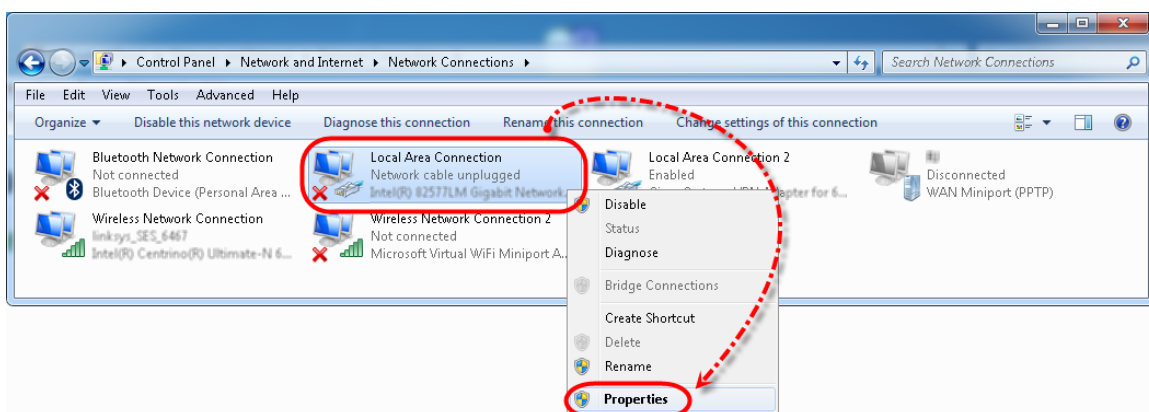 Control Panel ▸ Network and Internet ▸ Network Connections ▸
Search Network Connections
File Edit View Tools Advanced Help
Organize Disable this network device Diagnose this connection Rename this connection Change settings of this connection
Bluetooth Network Connection
Not connected
Bluetooth Device (Personal Area ...
Local Area Connection
Network cable unplugged
Intel(R) 82577LM Gigabit Network
Local Area Connection 2
Enabled
Adapter for 6...
Disconnected
WAN Miniport (PPTP)
Wireless Network Connection
linksys_SES_6467
Intel(R) Centrino(R) Ultimate-N 6...
Wireless Network Connection 2
Not connected
Microsoft Virtual WiFi Miniport A...
Disable
Status
Diagnose
Bridge Connections
Create Shortcut
Delete
Rename
Properties